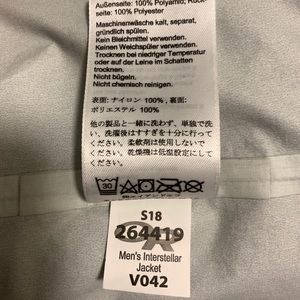 Außenseite: 100% Polyamid, Rück-
seite: 100% Polyester
Maschinenwäsche kalt, separat,
gründlich spülen.
Kein Bleichmittel verwenden.
Keinen Weichspüler verwenden.
Trocknen bei niedriger Temperatur
oder auf der Leine im Schatten
trocknen.
Nicht bügeln.
Nicht chemisch reinigen.
表面: ナイロン 100% , 裏面:
ポリエステル 100%
他の製品と一緒に洗わず、単独で洗
い、洗濯後はすすぎを十分に行って
ください。柔軟剤は使用しないで
ください。乾燥機は低温設定にして
ください。
30
S18
OR
264419
Men's Interstellar
Jacket
V042